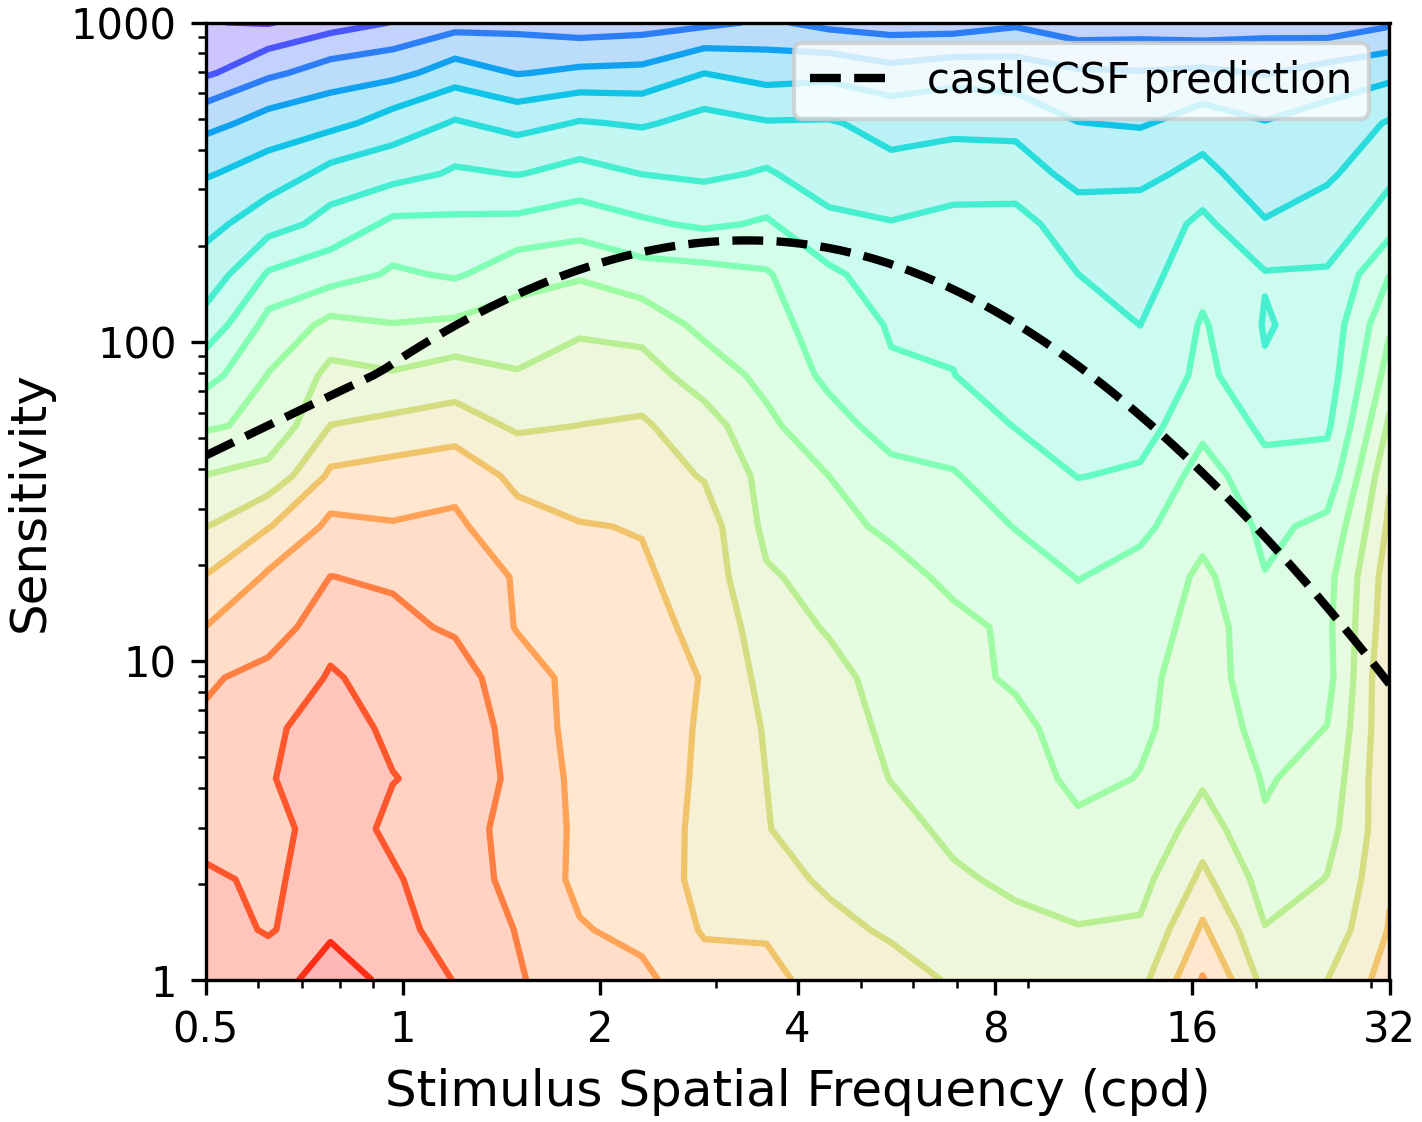 1000
castleCSF prediction
100
Sensitivity
10
1
0.5 1 2 4 8 16 32
Stimulus Spatial Frequency (cpd)